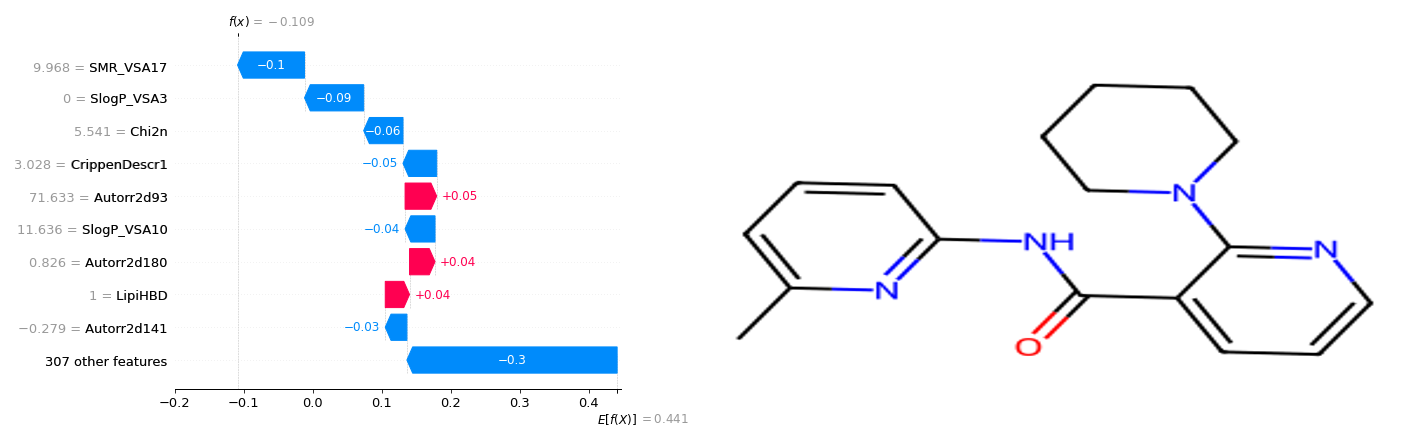 f(x) = −0.109
9.968 = SMR_VSA17
−0.1
0 = SlogP_VSA3
−0.09
5.541 = Chi2n
−0.06
3.028 = CrippenDescr1
−0.05
71.633 = Autorr2d93
+0.05
11.636 = SlogP_VSA10
−0.04
0.826 = Autorr2d180
+0.04
1 = LipiHBD
+0.04
−0.279 = Autorr2d141
−0.03
307 other features
−0.3
−0.2 −0.1 0.0 0.1 0.2 0.3 0.4
E[f(X)] = 0.441
N
NH
N
N
O